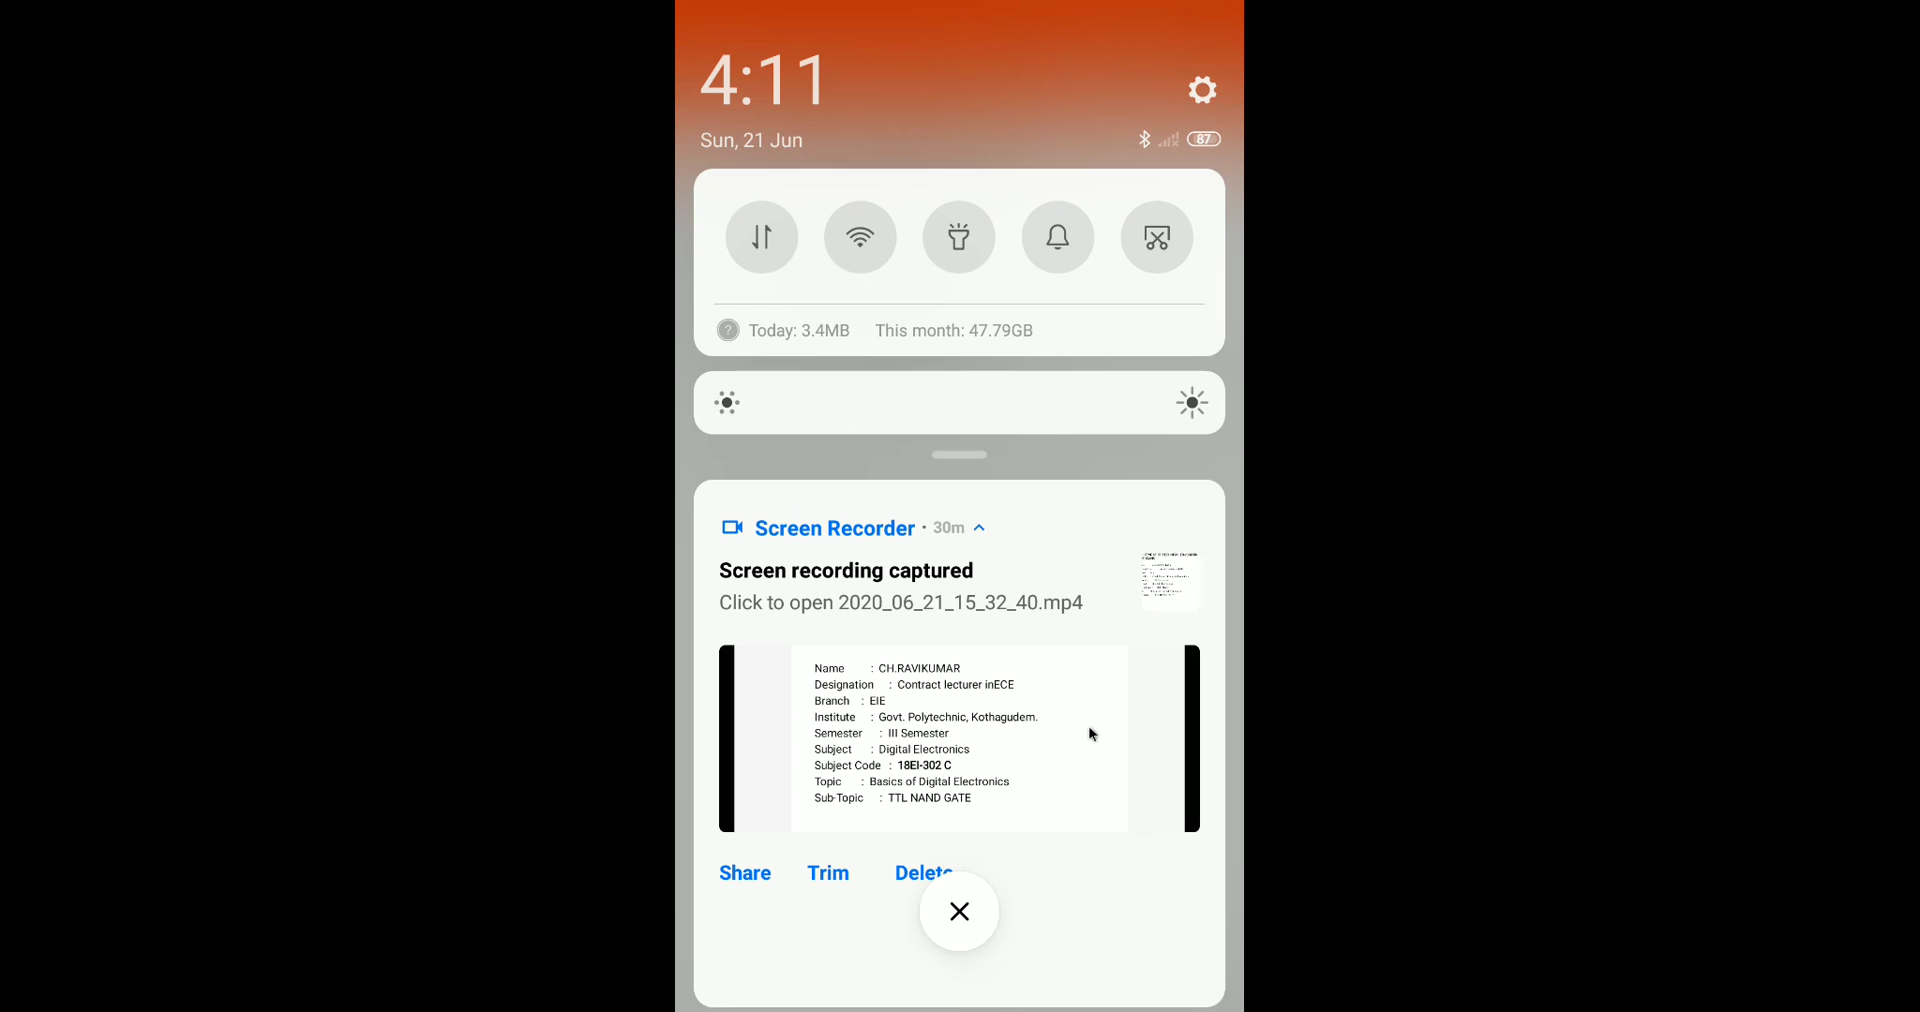 4:11
Sun, 21 Jun
87
Today: 3.4MB This month: 47.79GB
Screen Recorder • 30m
Screen recording captured
Click to open 2020_06_21_15_32_40.mp4
Name : CH.RAVIKUMAR
Designation : Contract lecturer inECE
Branch : EIE
Institute : Govt. Polytechnic, Kothagudem.
Semester : III Semester
Subject : Digital Electronics
Subject Code : 18EI-302 C
Topic : Basics of Digital Electronics
Sub-Topic : TTL NAND GATE
Share Trim Delete